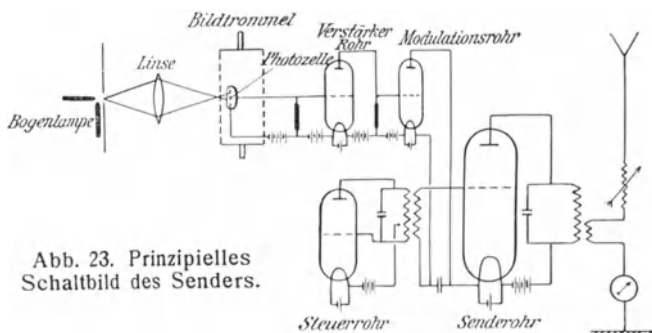 Bildtrommel
Linse
Photozelle
Verstärker
Rohr
Modulationsrohr
Bogenlampe
Abb. 23. Prinzipielles
Schaltbild des Senders.
Steuerrohr
Senderohr